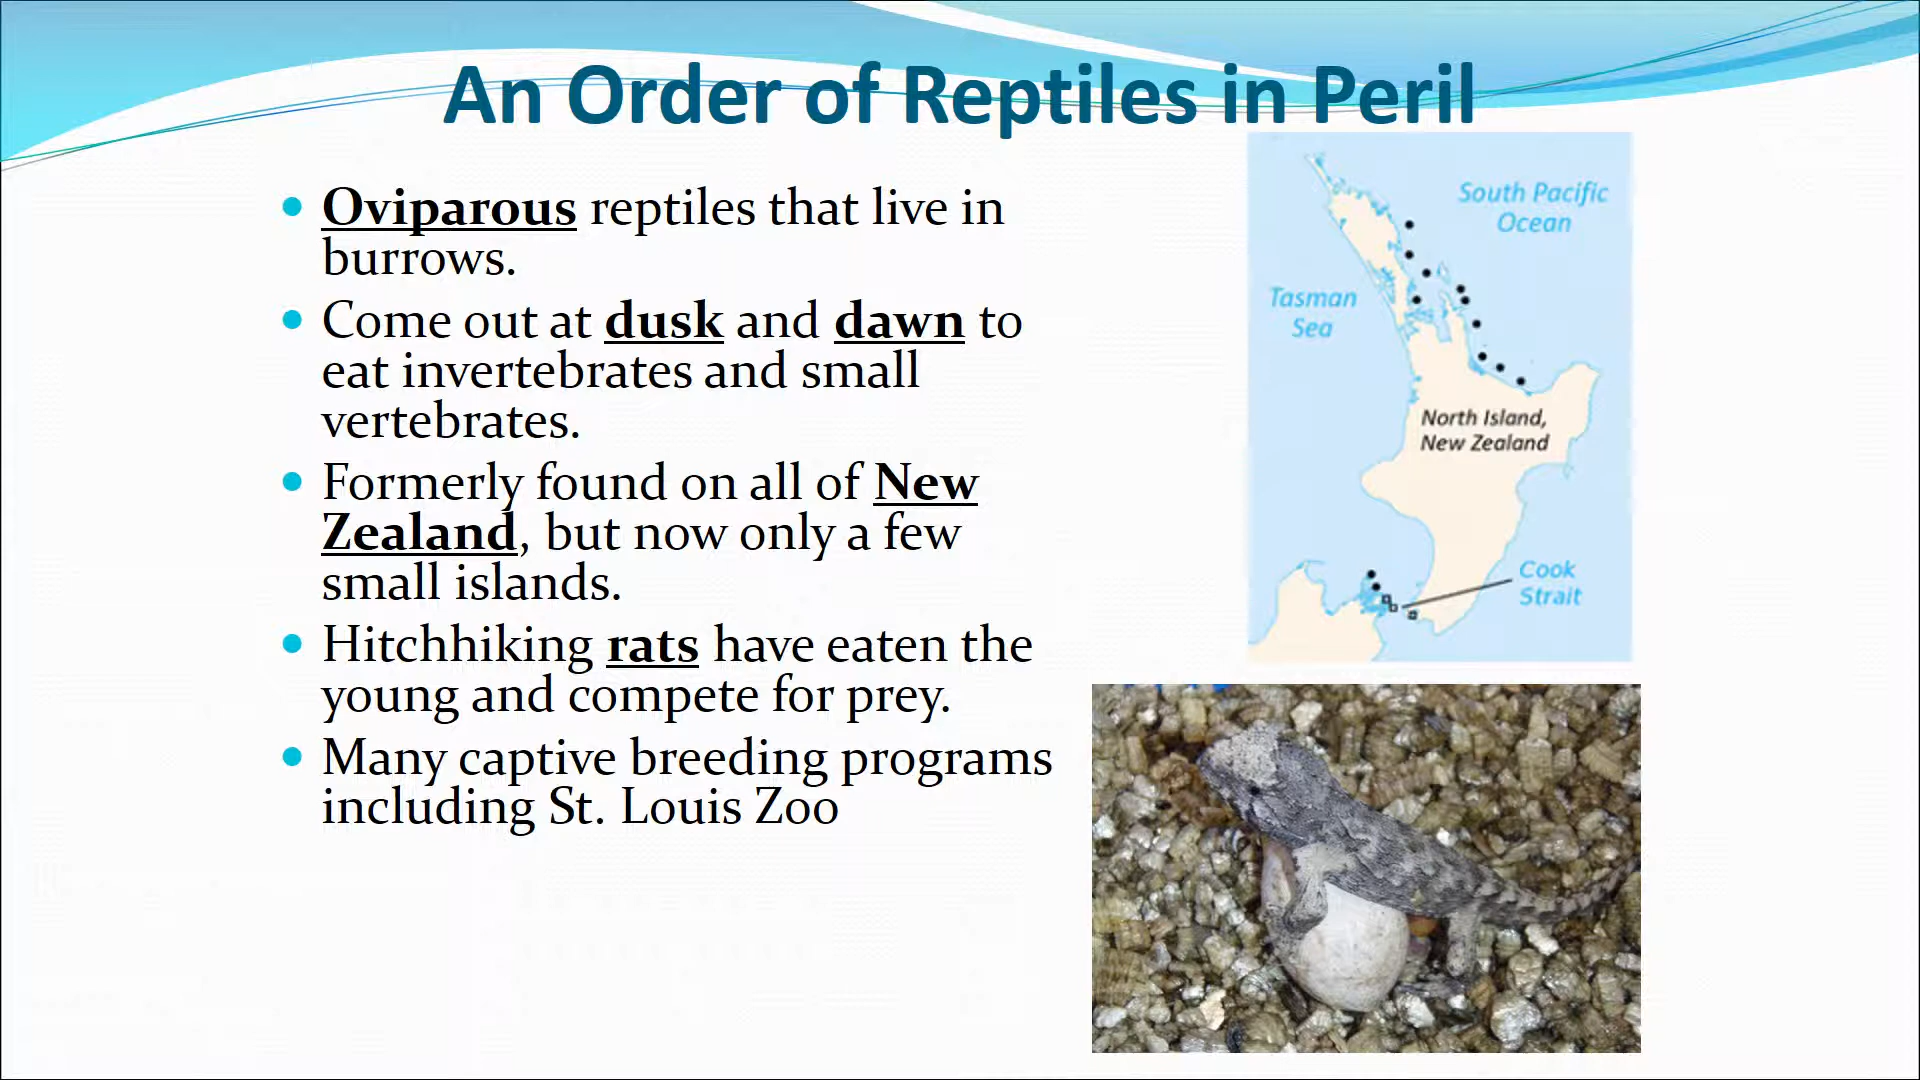 An Order of Reptiles in Peril
Oviparous reptiles that live in
burrows.
Come out at dusk and dawn to
eat invertebrates and small
vertebrates.
Formerly found on all of New
Zealand, but now only a few
small islands.
Hitchhiking rats have eaten the
young and compete for prey.
Many captive breeding programs
including St. Louis Zoo
South Pacific
Ocean
Tasman
Sea
North Island,
New Zealand
Cook
Strait